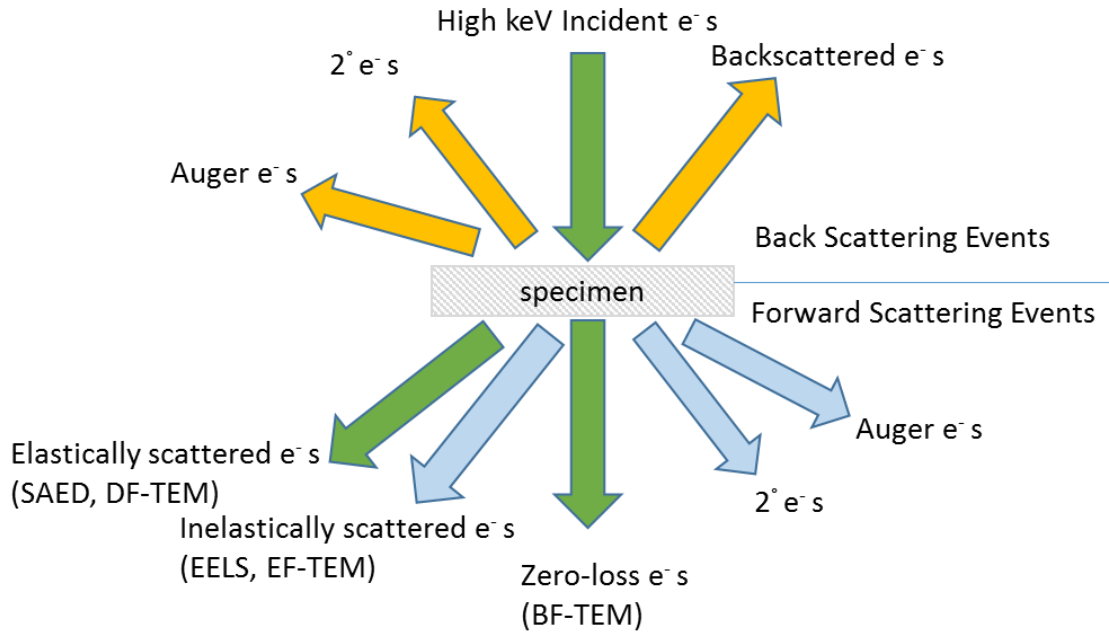 High keV Incident e⁻ s
2° e⁻ s
Backscattered e⁻ s
Auger e⁻ s
Back Scattering Events
specimen
Forward Scattering Events
Auger e⁻ s
Elastically scattered e⁻ s
(SAED, DF-TEM)
2° e⁻ s
Inelastically scattered e⁻ s
(EELS, EF-TEM)
Zero-loss e⁻ s
(BF-TEM)